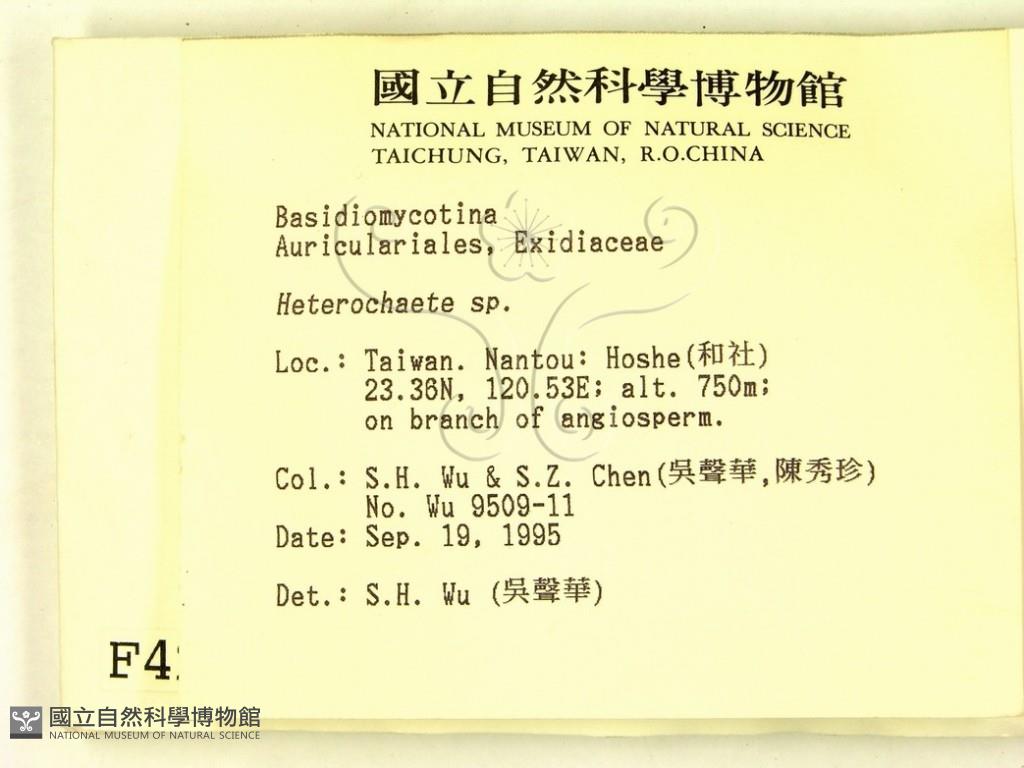 國立自然科學博物館
NATIONAL MUSEUM OF NATURAL SCIENCE
TAICHUNG, TAIWAN, R.O.CHINA
Basidiomycotina
Auriculariales, Exidiaceae
Heterochaete sp.
Loc.: Taiwan. Nantou: Hoshe(和社)
23.36N, 120.53E; alt. 750m;
on branch of angiosperm.
Col.: S.H. Wu & S.Z. Chen(吳聲華,陳秀珍)
No. Wu 9509-11
Date: Sep. 19, 1995
Det.: S.H. Wu (吳聲華)
F4
國立自然科學博物館
NATIONAL MUSEUM OF NATURAL SCIENCE